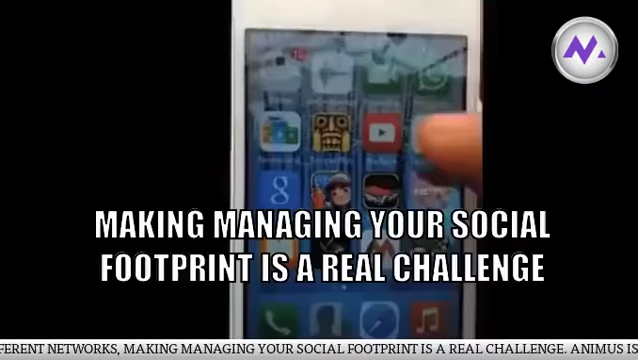 MAKING MANAGING YOUR SOCIAL
FOOTPRINT IS A REAL CHALLENGE
FERENT NETWORKS, MAKING MANAGING YOUR SOCIAL FOOTPRINT IS A REAL CHALLENGE. ANIMUS IS